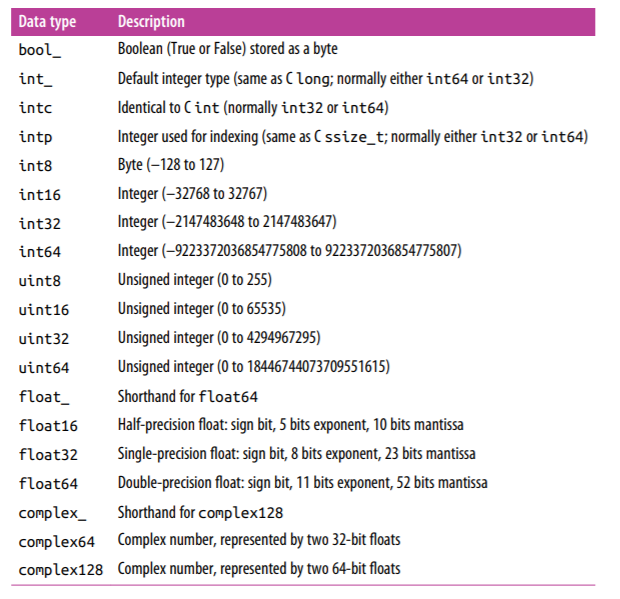 Data type Description
bool_ Boolean (True or False) stored as a byte
int_ Default integer type (same as C long; normally either int64 or int32)
intc Identical to C int (normally int32 or int64)
intp Integer used for indexing (same as C ssize_t; normally either int32 or int64)
int8 Byte (–128 to 127)
int16 Integer (–32768 to 32767)
int32 Integer (–2147483648 to 2147483647)
int64 Integer (–9223372036854775808 to 9223372036854775807)
uint8 Unsigned integer (0 to 255)
uint16 Unsigned integer (0 to 65535)
uint32 Unsigned integer (0 to 4294967295)
uint64 Unsigned integer (0 to 18446744073709551615)
float_ Shorthand for float64
float16 Half-precision float: sign bit, 5 bits exponent, 10 bits mantissa
float32 Single-precision float: sign bit, 8 bits exponent, 23 bits mantissa
float64 Double-precision float: sign bit, 11 bits exponent, 52 bits mantissa
complex_ Shorthand for complex128
complex64 Complex number, represented by two 32-bit floats
complex128 Complex number, represented by two 64-bit floats